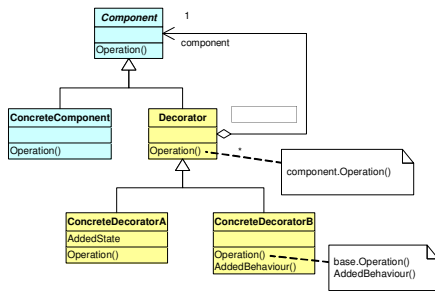 Component
1
component
Operation()
ConcreteComponent
Operation()
Decorator
Operation()
*
component.Operation()
ConcreteDecoratorA
AddedState
Operation()
ConcreteDecoratorB
Operation()
AddedBehaviour()
base.Operation()
AddedBehaviour()